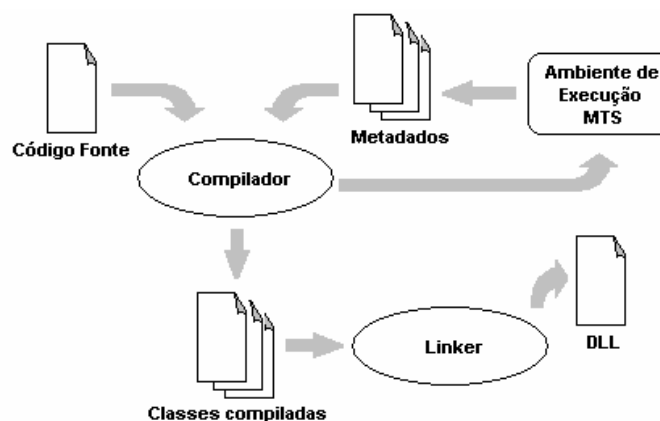 Ambiente de
Execução
MTS
Código Fonte
Metadados
Compilador
Classes compiladas
Linker
DLL